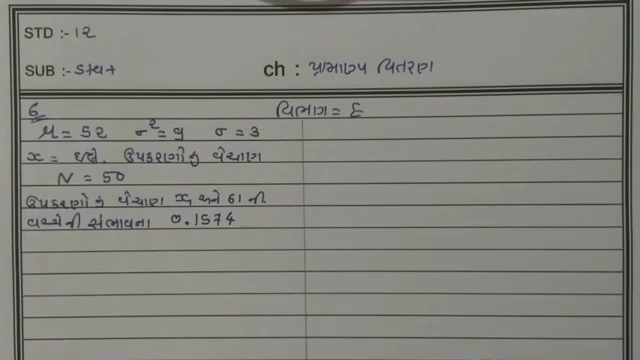 STD :- 12
SUB :- Stat
ch : પ્રામાણ્ય વિતરણ
6
વિભાગ = E
μ = 52 σ² = 9 σ = 3
x = ઘટો. ઉપકરણોનું વેચાણ
N = 50
ઉપકરણોનું વેચાણ x₁ અને 61 ની
વચ્ચેની સંભાવના 0.1574